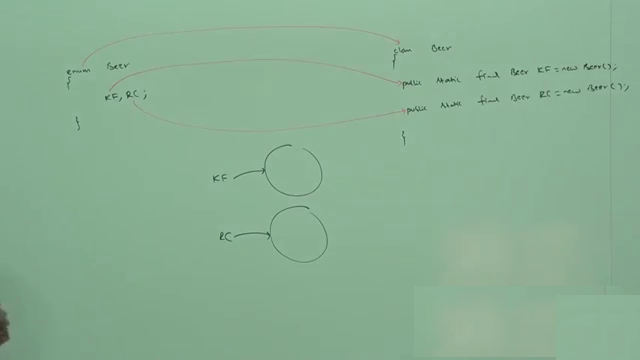 enum Beer
{
KF, RC;
}
class Beer
{
public static final Beer KF = new Beer();
public static final Beer RC = new Beer();
}
KF
RC